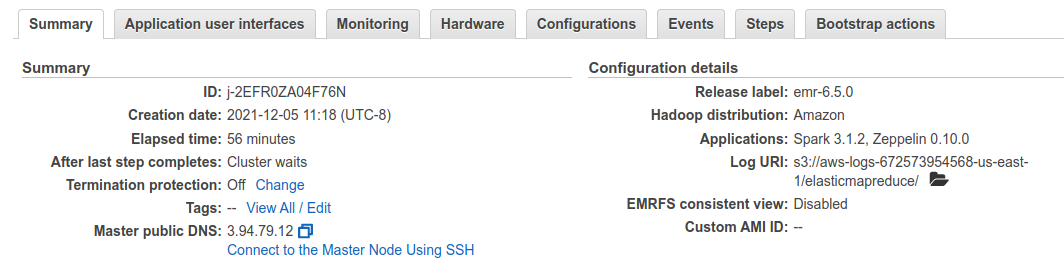 Summary
Application user interfaces
Monitoring
Hardware
Configurations
Events
Steps
Bootstrap actions
Summary
ID: j-2EFR0ZA04F76N
Creation date: 2021-12-05 11:18 (UTC-8)
Elapsed time: 56 minutes
After last step completes: Cluster waits
Termination protection: Off Change
Tags: -- View All / Edit
Master public DNS: 3.94.79.12
Connect to the Master Node Using SSH
Configuration details
Release label: emr-6.5.0
Hadoop distribution: Amazon
Applications: Spark 3.1.2, Zeppelin 0.10.0
Log URI: s3://aws-logs-672573954568-us-east-
1/elasticmapreduce/
EMRFS consistent view: Disabled
Custom AMI ID: --